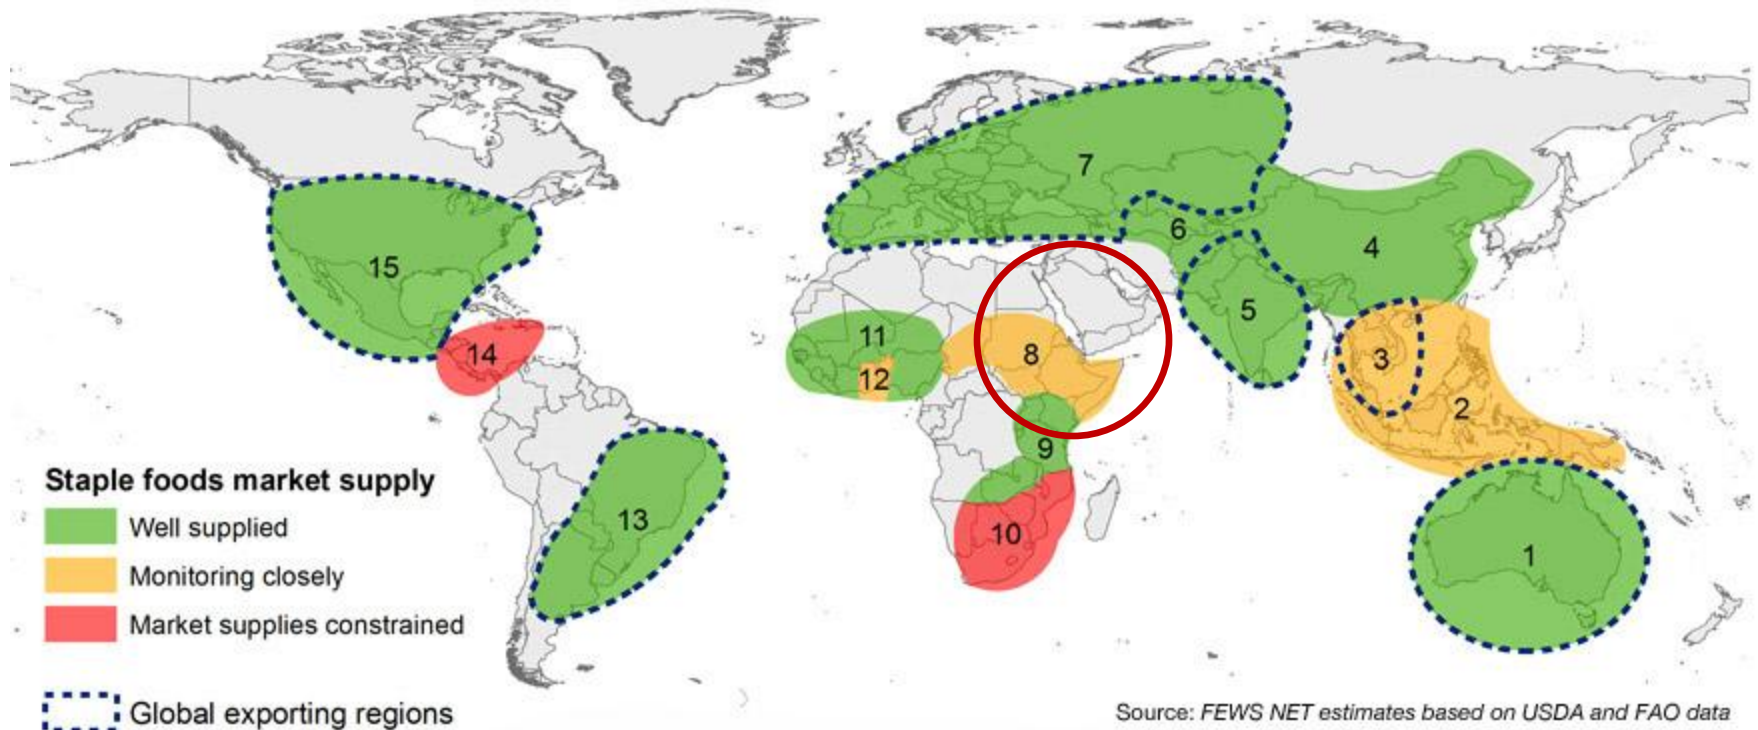 7
6
4
15
5
11
8
3
14
12
2
9
13
10
1
Staple foods market supply
Well supplied
Monitoring closely
Market supplies constrained
Global exporting regions
Source: FEWS NET estimates based on USDA and FAO data